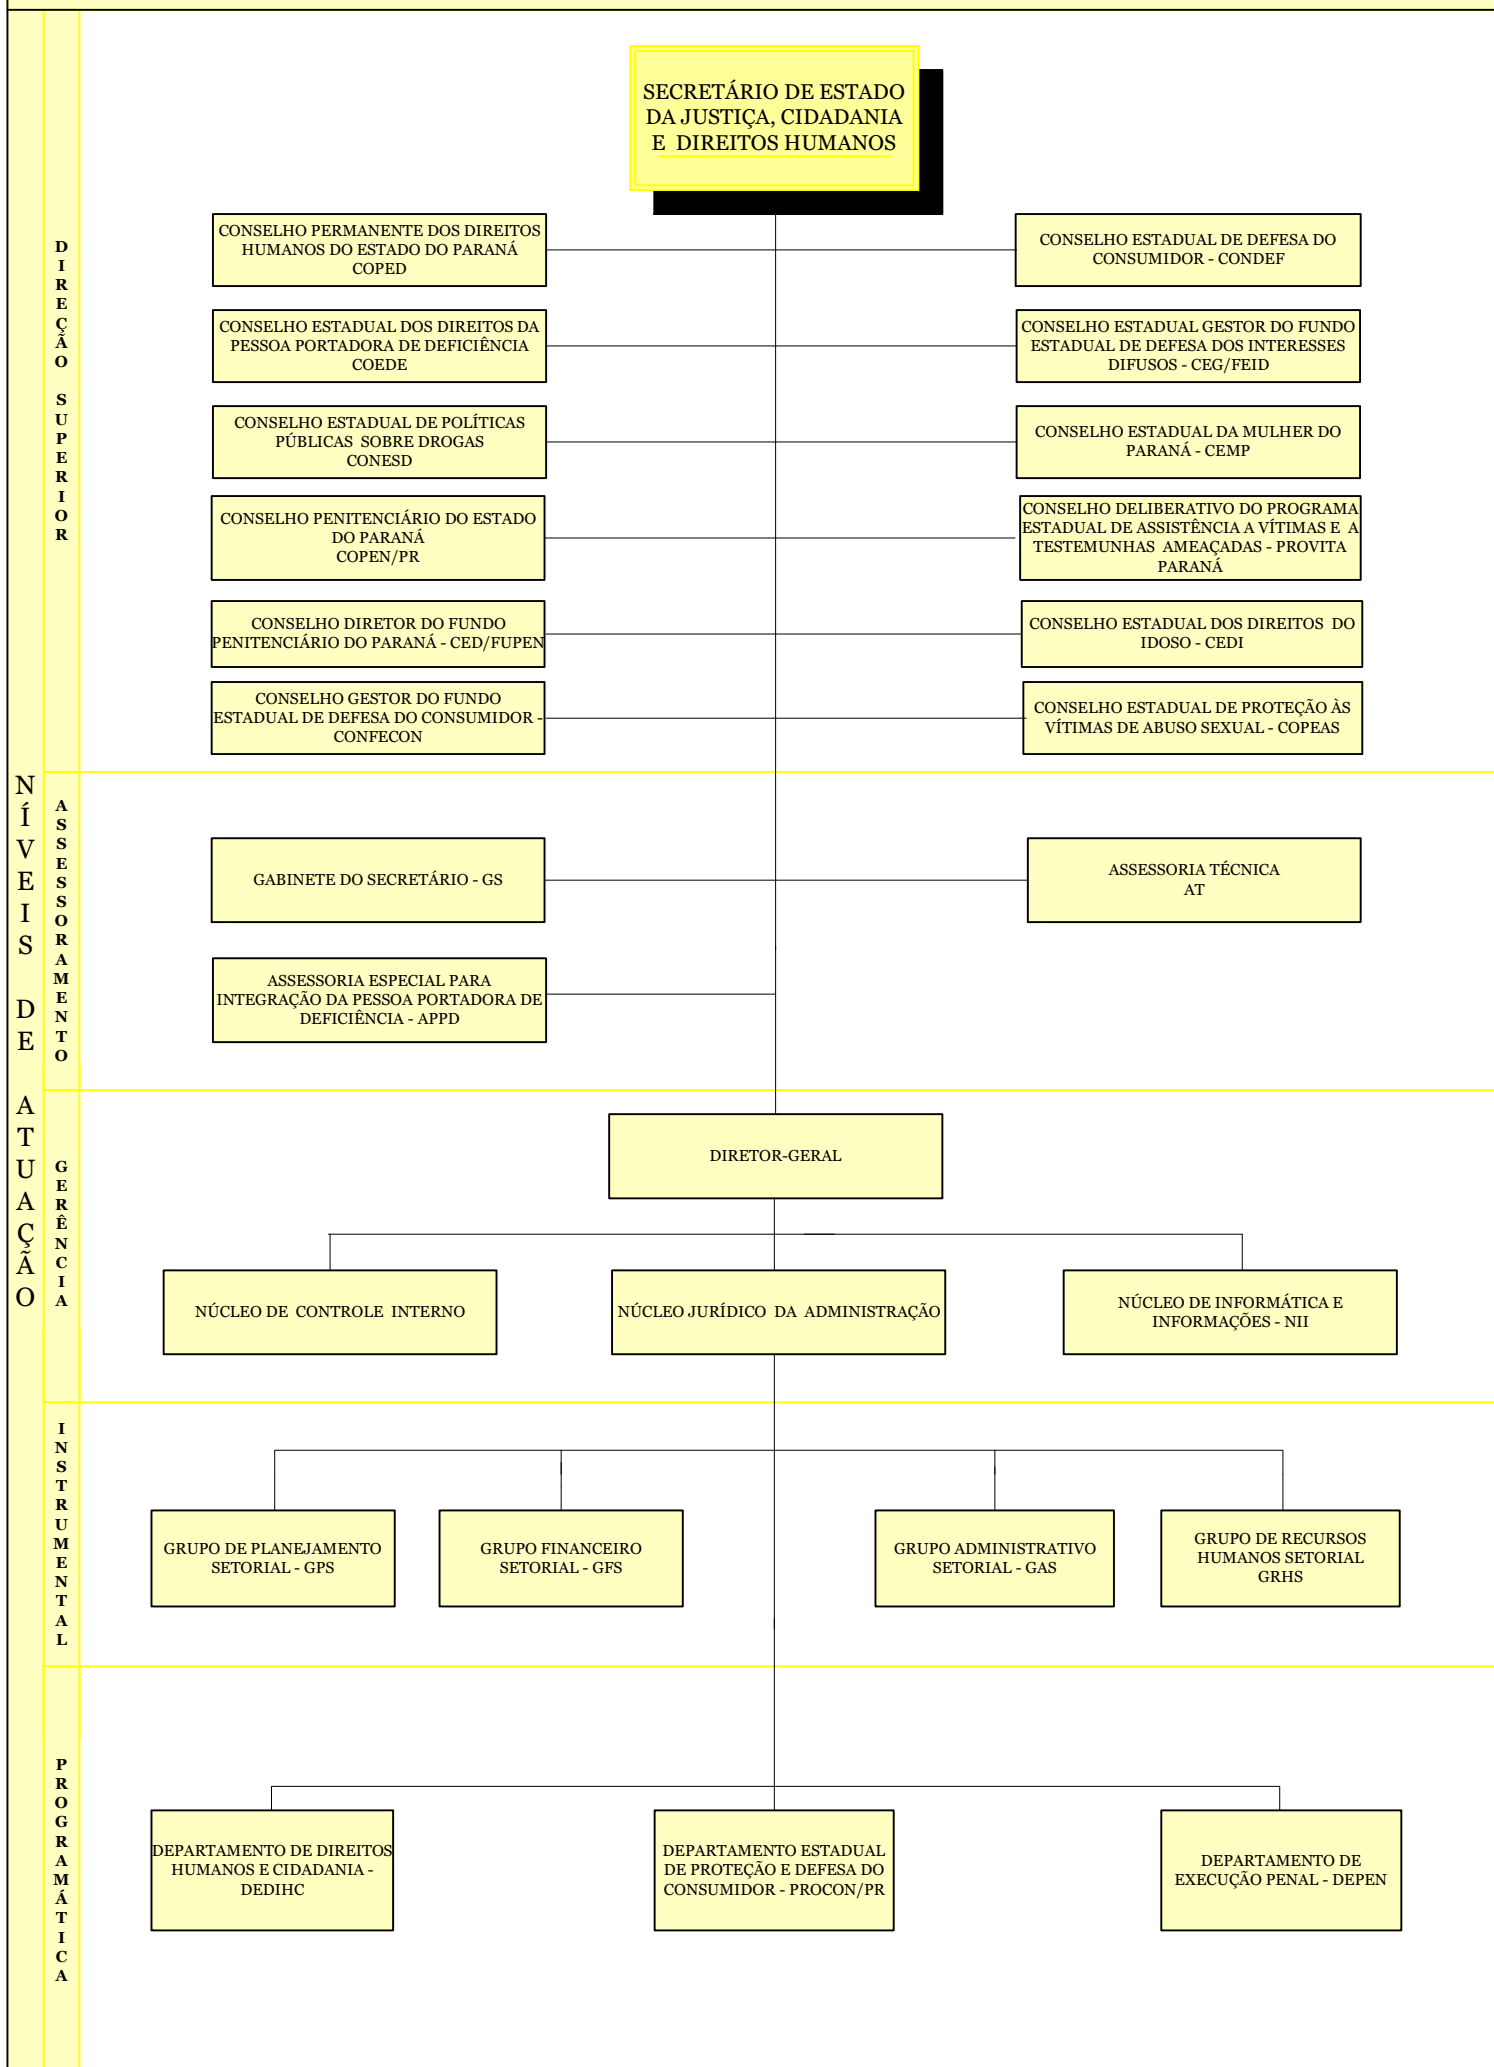 SECRETÁRIO DE ESTADO
DA JUSTIÇA, CIDADANIA
E DIREITOS HUMANOS
NÍVEIS DE ATUAÇÃO
DIREÇÃO SUPERIOR
CONSELHO PERMANENTE DOS DIREITOS
HUMANOS DO ESTADO DO PARANÁ
COPED
CONSELHO ESTADUAL DE DEFESA DO
CONSUMIDOR - CONDEF
CONSELHO ESTADUAL DOS DIREITOS DA
PESSOA PORTADORA DE DEFICIÊNCIA
COEDE
CONSELHO ESTADUAL GESTOR DO FUNDO
ESTADUAL DE DEFESA DOS INTERESSES
DIFUSOS - CEG/FEID
CONSELHO ESTADUAL DE POLÍTICAS
PÚBLICAS SOBRE DROGAS
CONESD
CONSELHO ESTADUAL DA MULHER DO
PARANÁ - CEMP
CONSELHO PENITENCIÁRIO DO ESTADO
DO PARANÁ
COPEN/PR
CONSELHO DELIBERATIVO DO PROGRAMA
ESTADUAL DE ASSISTÊNCIA A VÍTIMAS E A
TESTEMUNHAS AMEAÇADAS - PROVITA
PARANÁ
CONSELHO DIRETOR DO FUNDO
PENITENCIÁRIO DO PARANÁ - CED/FUPEN
CONSELHO ESTADUAL DOS DIREITOS DO
IDOSO - CEDI
CONSELHO GESTOR DO FUNDO
ESTADUAL DE DEFESA DO CONSUMIDOR -
CONFECON
CONSELHO ESTADUAL DE PROTEÇÃO ÀS
VÍTIMAS DE ABUSO SEXUAL - COPEAS
ASSESSORAMENTO
GABINETE DO SECRETÁRIO - GS
ASSESSORIA TÉCNICA
AT
ASSESSORIA ESPECIAL PARA
INTEGRAÇÃO DA PESSOA PORTADORA DE
DEFICIÊNCIA - APPD
GERÊNCIA
DIRETOR-GERAL
NÚCLEO DE CONTROLE INTERNO
NÚCLEO JURÍDICO DA ADMINISTRAÇÃO
NÚCLEO DE INFORMÁTICA E
INFORMAÇÕES - NII
INSTRUMENTAL
GRUPO DE PLANEJAMENTO
SETORIAL - GPS
GRUPO FINANCEIRO
SETORIAL - GFS
GRUPO ADMINISTRATIVO
SETORIAL - GAS
GRUPO DE RECURSOS
HUMANOS SETORIAL
GRHS
PROGRAMÁTICA
DEPARTAMENTO DE DIREITOS
HUMANOS E CIDADANIA -
DEDIHC
DEPARTAMENTO ESTADUAL
DE PROTEÇÃO E DEFESA DO
CONSUMIDOR - PROCON/PR
DEPARTAMENTO DE
EXECUÇÃO PENAL - DEPEN